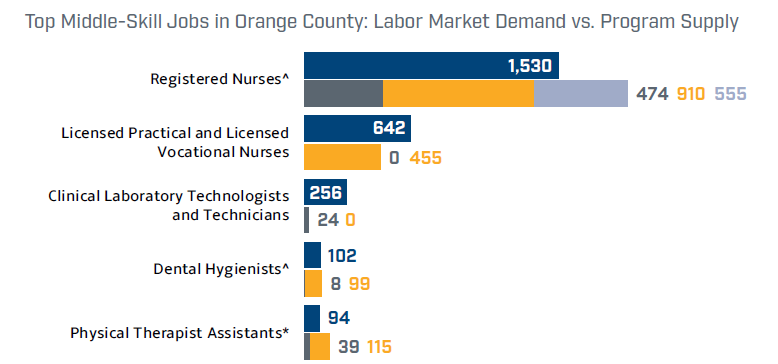 Top Middle-Skill Jobs in Orange County: Labor Market Demand vs. Program Supply
Registered Nurses^
1,530
474 910 555
Licensed Practical and Licensed
Vocational Nurses
642
0 455
Clinical Laboratory Technologists
and Technicians
256
24 0
Dental Hygienists^
102
8 99
Physical Therapist Assistants*
94
39 115